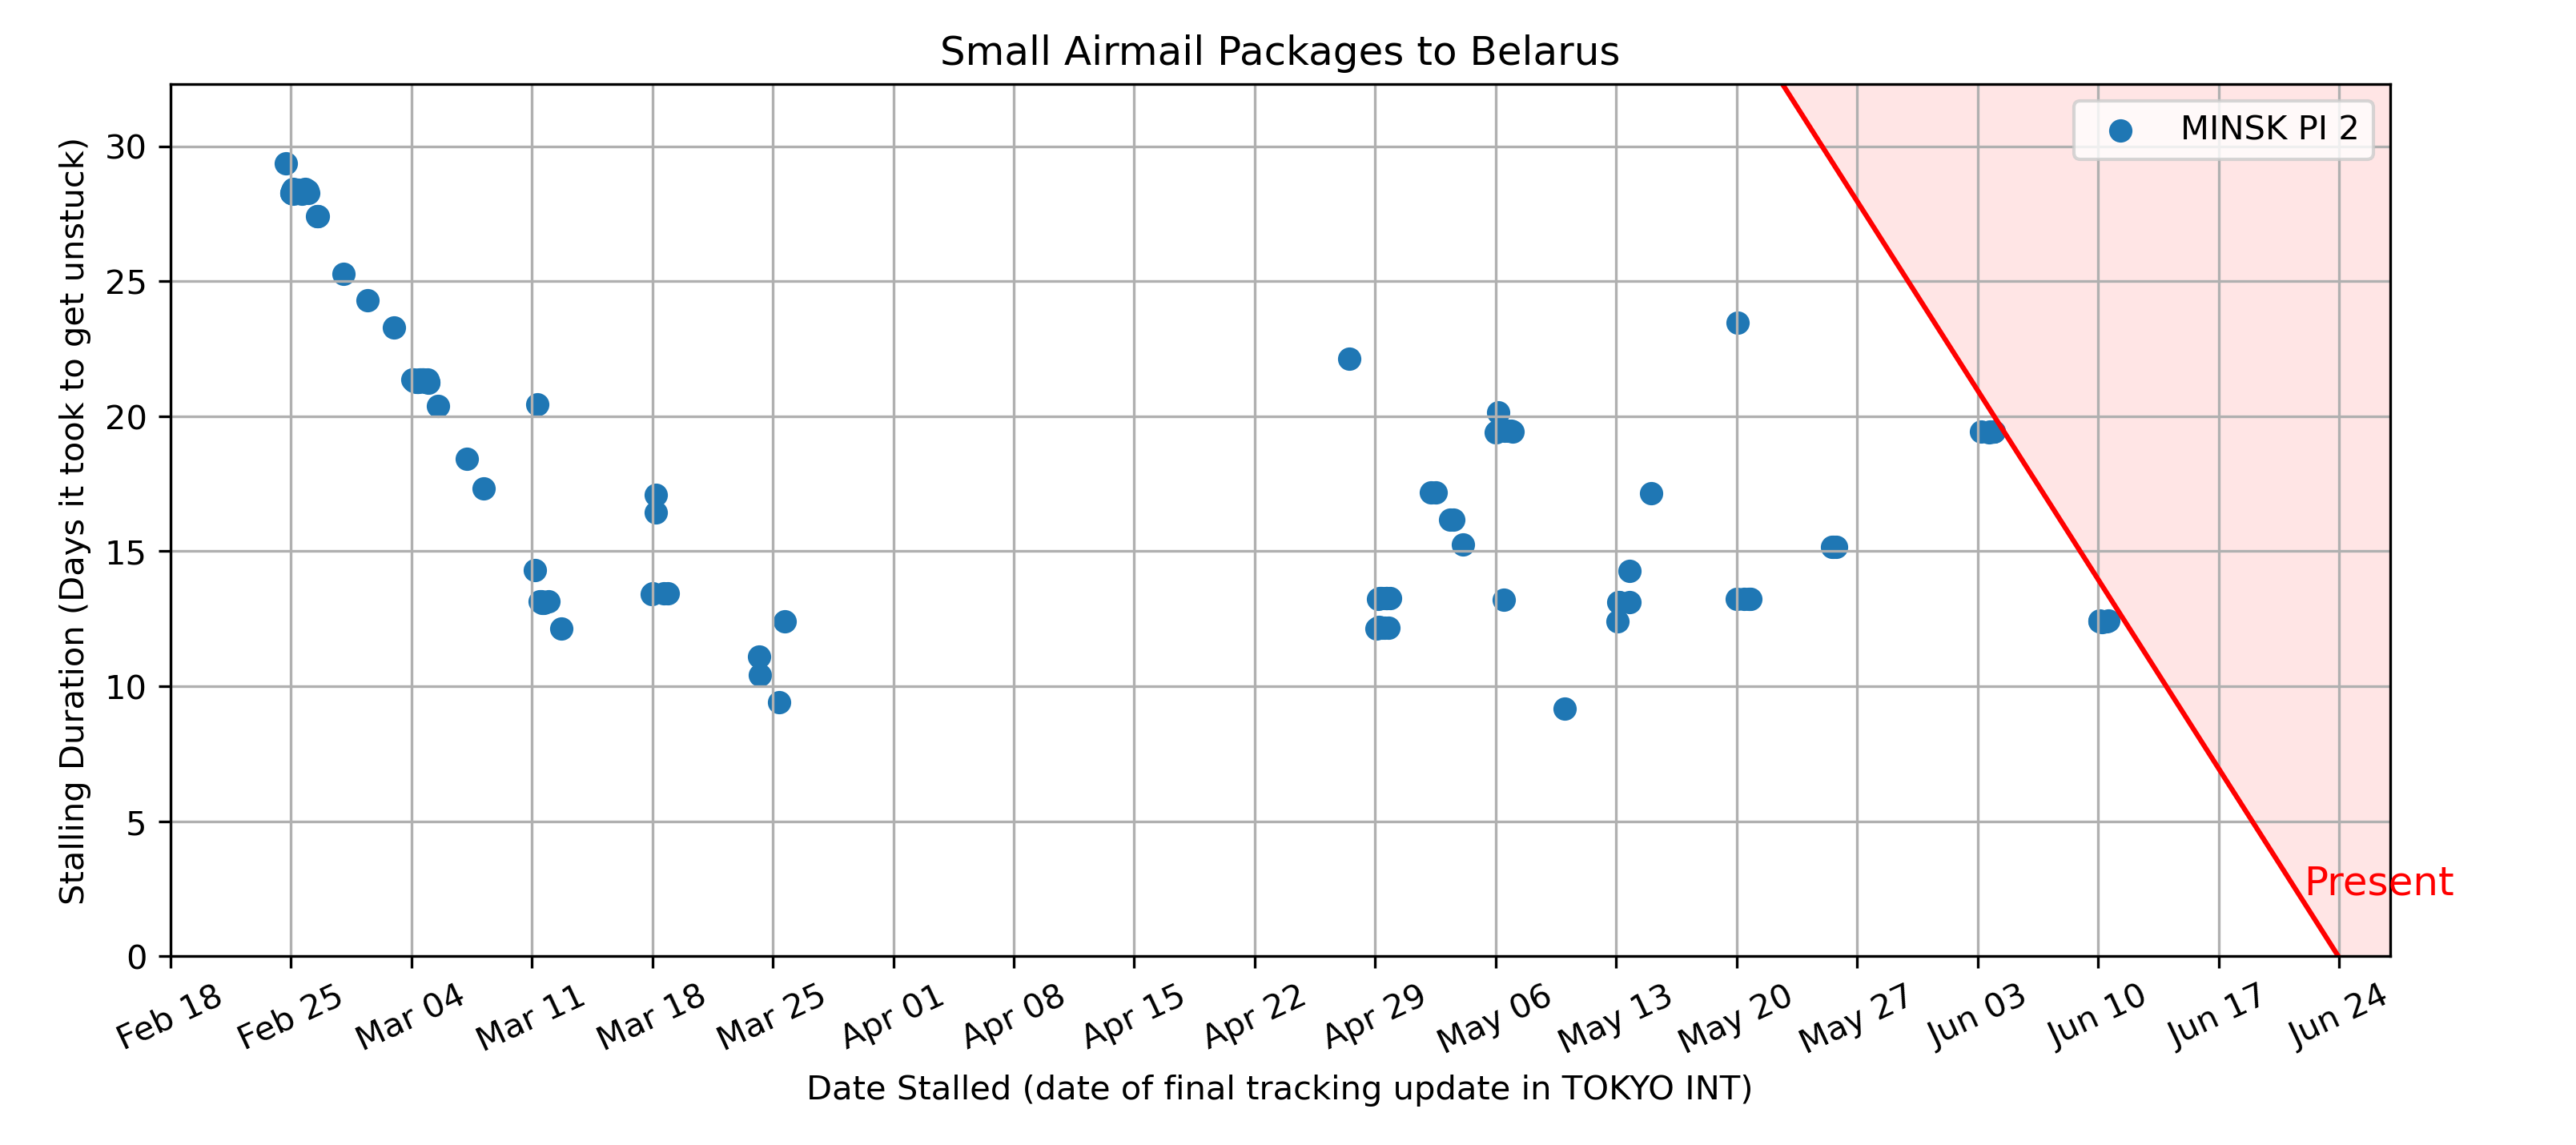 Small Airmail Packages to Belarus
MINSK PI 2
Stalling Duration (Days it took to get unstuck)
30
25
20
15
10
5
0
Present
Feb 18 Feb 25 Mar 04 Mar 11 Mar 18 Mar 25 Apr 01 Apr 08 Apr 15 Apr 22 Apr 29 May 06 May 13 May 20 May 27 Jun 03 Jun 10 Jun 17 Jun 24
Date Stalled (date of final tracking update in TOKYO INT)